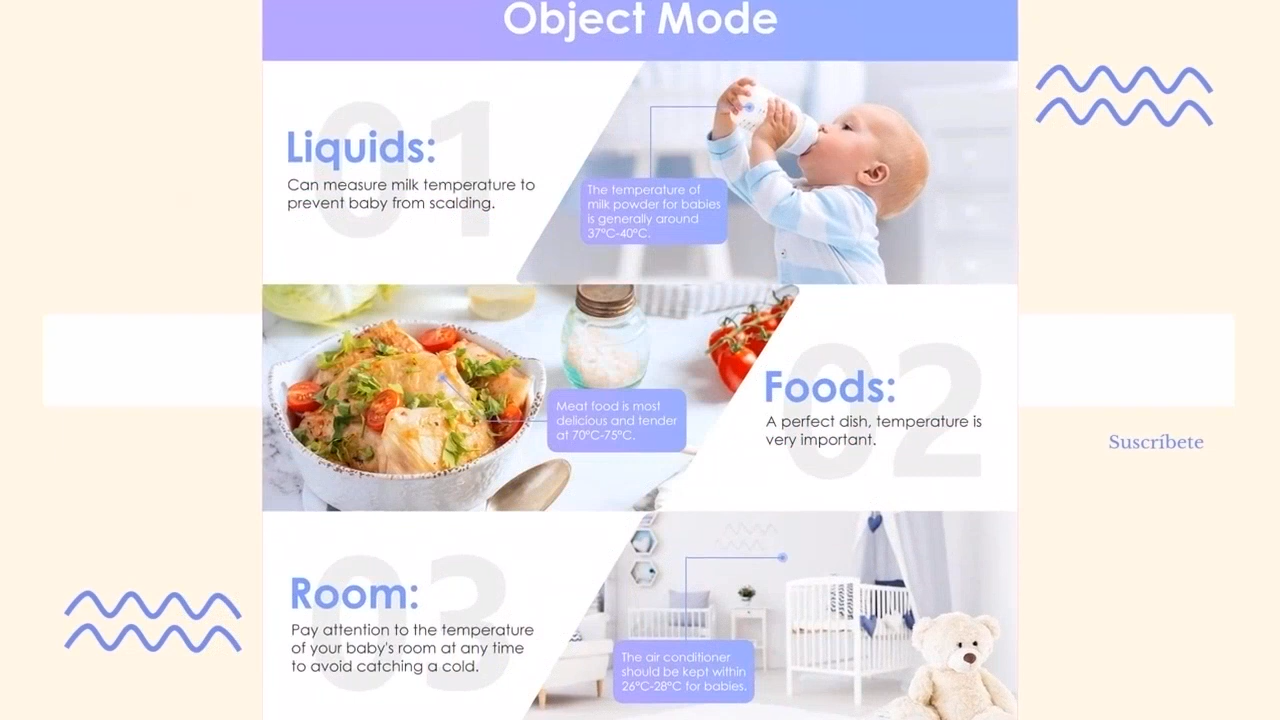 Object Mode
01
Liquids:
Can measure milk temperature to
prevent baby from scalding.
The temperature of
milk powder for babies
is generally around
37°C-40°C.
Meat food is most
delicious and tender
at 70°C-75°C.
02
Foods:
A perfect dish, temperature is
very important.
Suscríbete
03
Room:
Pay attention to the temperature
of your baby's room at any time
to avoid catching a cold.
The air conditioner
should be kept within
26°C-28°C for babies.